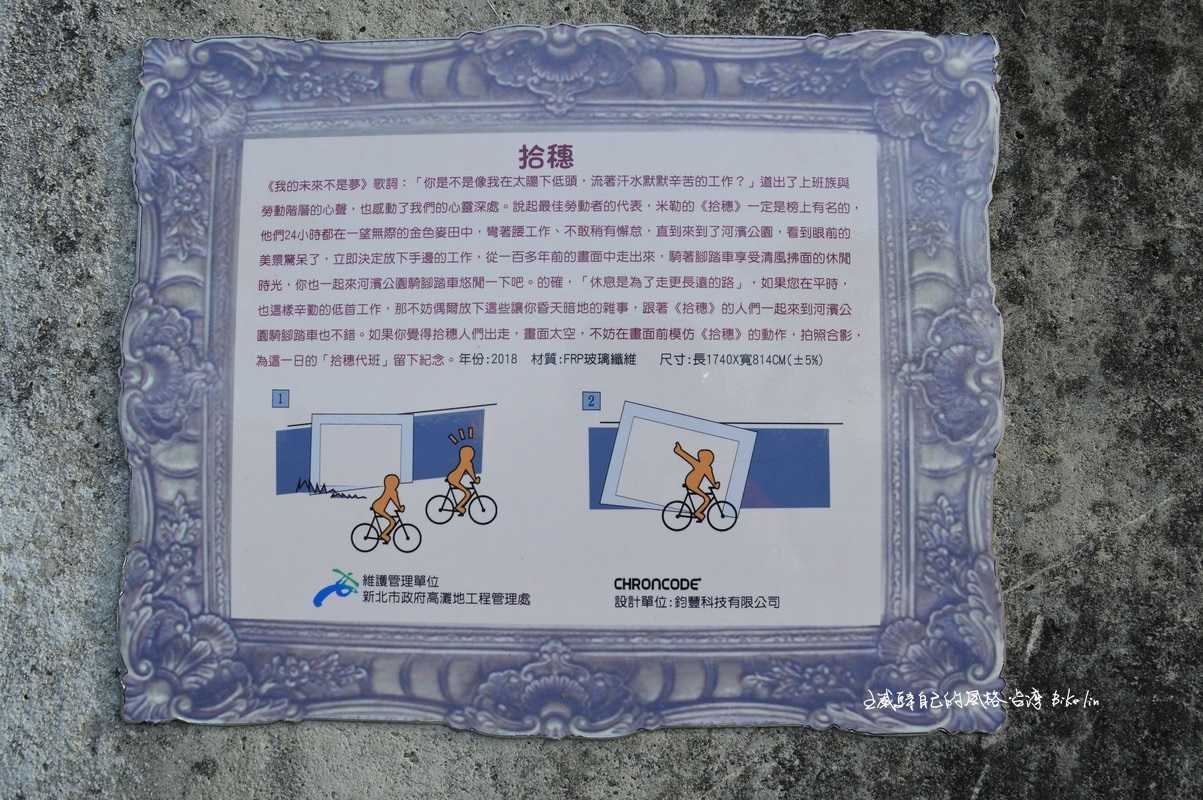 拾穗
《我的未來不是夢》歌詞：「你是不是像我在太陽下低頭，流著汗水默默辛苦的工作？」道出了上班族與
勞動階層的心聲，也感動了我們的心靈深處。說起最佳勞動者的代表，米勒的《拾穗》一定是榜上有名的，
他們24小時都在一望無際的金色麥田中，彎著腰工作、不敢稍有懈怠，直到來到了河濱公園，看到眼前的
美景驚呆了，立即決定放下手邊的工作，從一百多年前的畫面中走出來，騎著腳踏車享受清風拂面的休閒
時光，你也一起來河濱公園騎腳踏車悠閒一下吧。的確，「休息是為了走更長遠的路」，如果您在平時，
也這樣辛勤的低首工作，那不妨偶爾放下這些讓你昏天暗地的雜事，跟著《拾穗》的人們一起來到河濱公
園騎腳踏車也不錯。如果你覺得拾穗人們出走，畫面太空，不妨在畫面前模仿《拾穗》的動作，拍照合影，
為這一日的「拾穗代班」留下紀念。年份:2018 材質:FRP玻璃纖維 尺寸:長1740X寬814CM(±5%)
1
2
維護管理單位
新北市政府高灘地工程管理處
CHRONCODE
設計單位:鈞豐科技有限公司
自己的風格 台灣 Bike lin